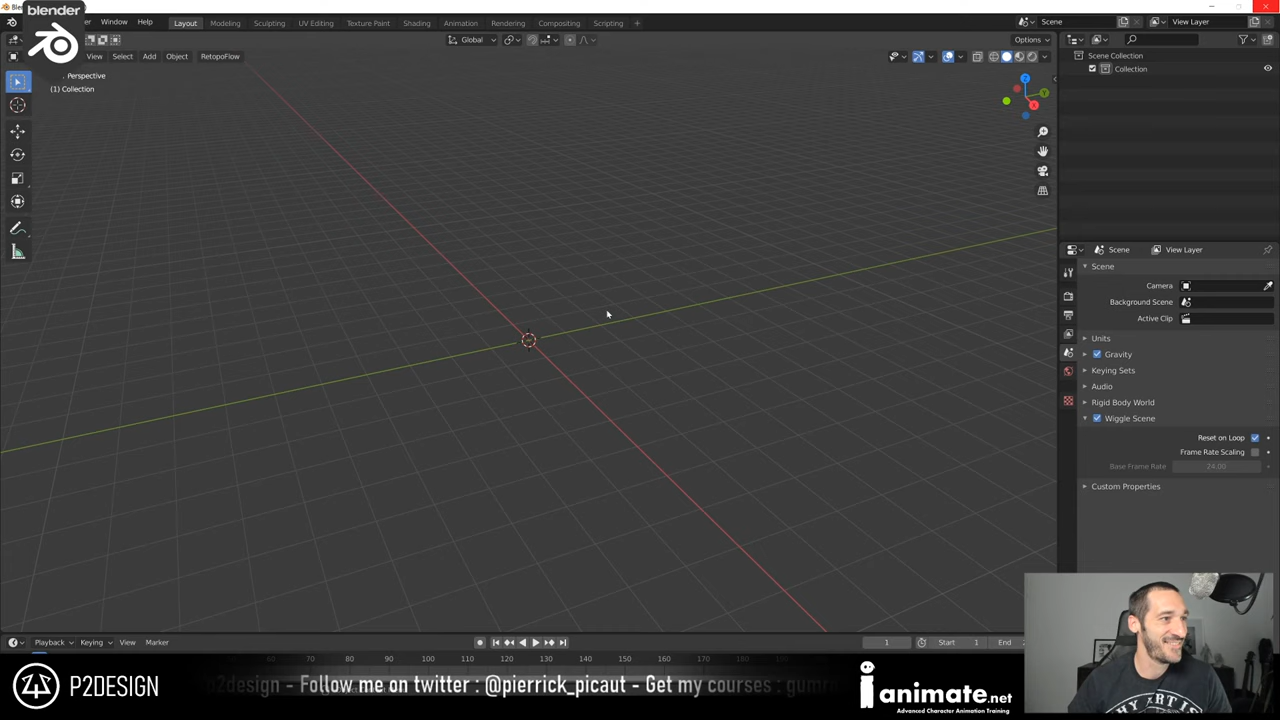 blender
Window Help Layout Modeling Sculpting UV Editing Texture Paint Shading Animation Rendering Compositing Scripting + Scene View Layer
Global Options
View Select Add Object RetopoFlow
Perspective
(1) Collection
Z
Y
X
Scene Collection
Collection
Scene View Layer
Scene
Camera
Background Scene
Active Clip
Units
Gravity
Keying Sets
Audio
Rigid Body World
Wiggle Scene
Reset on Loop
Frame Rate Scaling
Base Frame Rate 24.00
Custom Properties
Playback Keying View Marker 1 Start 1 End
60 70 80 90 100 110 120 130 140 150 160 170 180 190
P2DESIGN
p2design - Follow me on twitter : @pierrick_picaut - Get my courses : gumr
animate.net
Advanced Character Animation Training